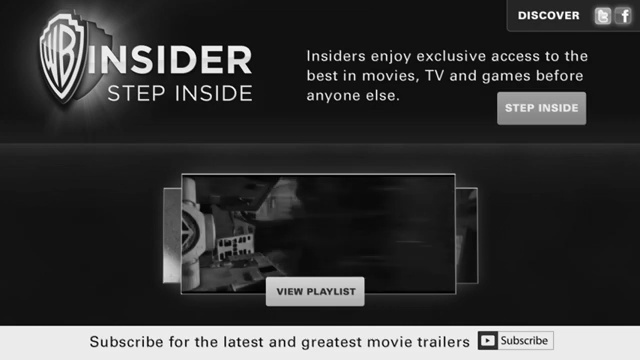 DISCOVER
WB INSIDER
STEP INSIDE
Insiders enjoy exclusive access to the
best in movies, TV and games before
anyone else.
STEP INSIDE
VIEW PLAYLIST
Subscribe for the latest and greatest movie trailers Subscribe